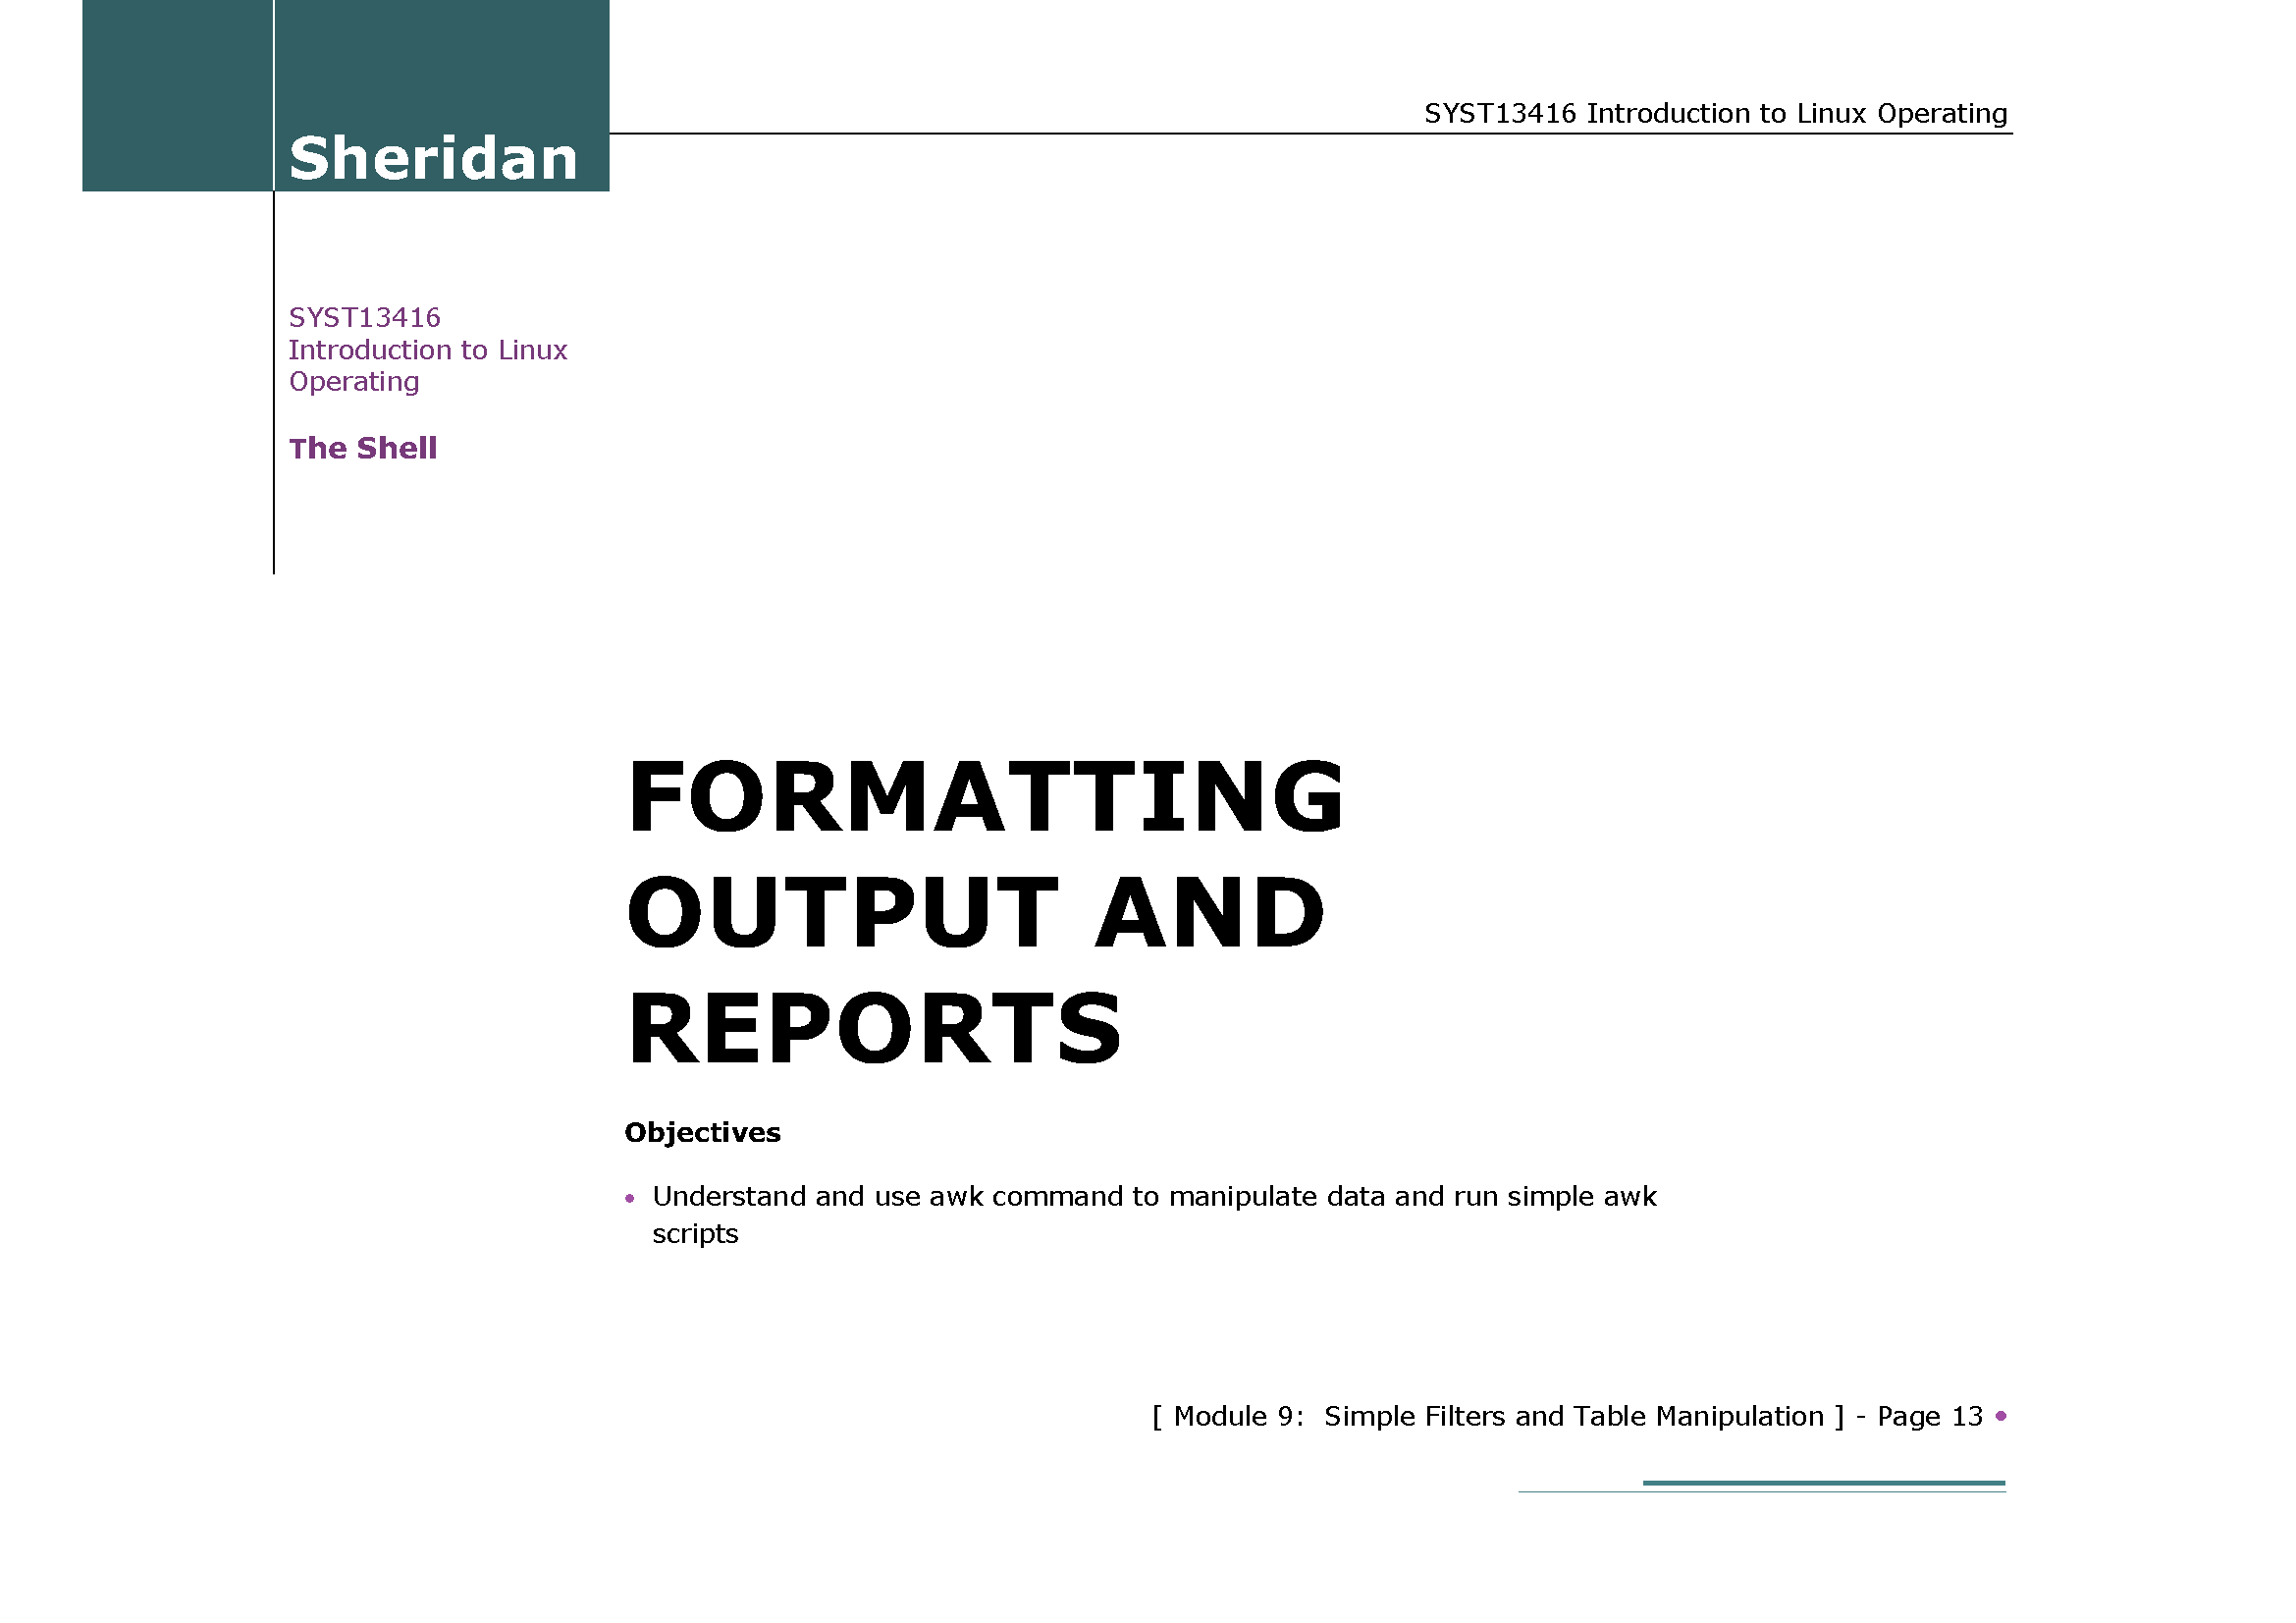 Sheridan
SYST13416 Introduction to Linux Operating
SYST13416
Introduction to Linux
Operating
The Shell
FORMATTING
OUTPUT AND
REPORTS
Objectives
• Understand and use awk command to manipulate data and run simple awk
scripts
[ Module 9:  Simple Filters and Table Manipulation ] - Page 13 •